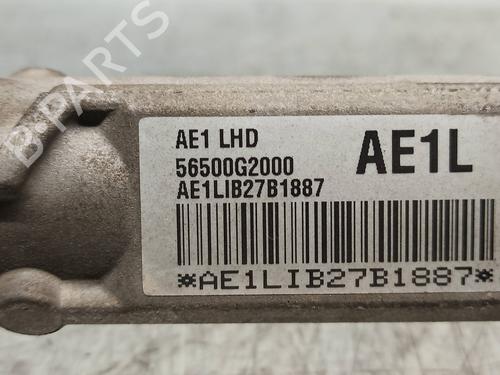 B-PARTS
AE1 LHD
56500G2000
AE1L
AE1LIB27B1887
*AE1LIB27B1887*